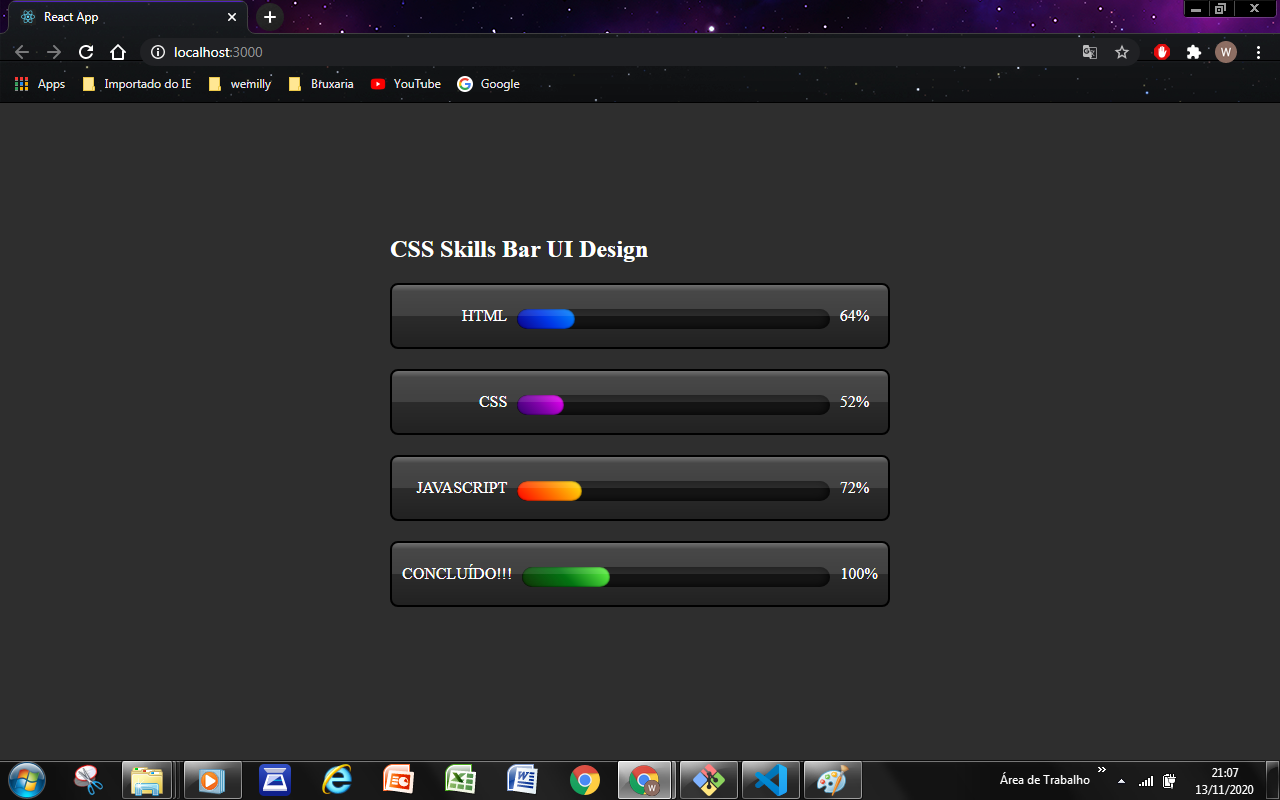 React App
localhost:3000
W
Apps Importado do IE wemilly Bruxaria YouTube Google
CSS Skills Bar UI Design
HTML 64%
CSS 52%
JAVASCRIPT 72%
CONCLUÍDO!!! 100%
Área de Trabalho
21:07
13/11/2020